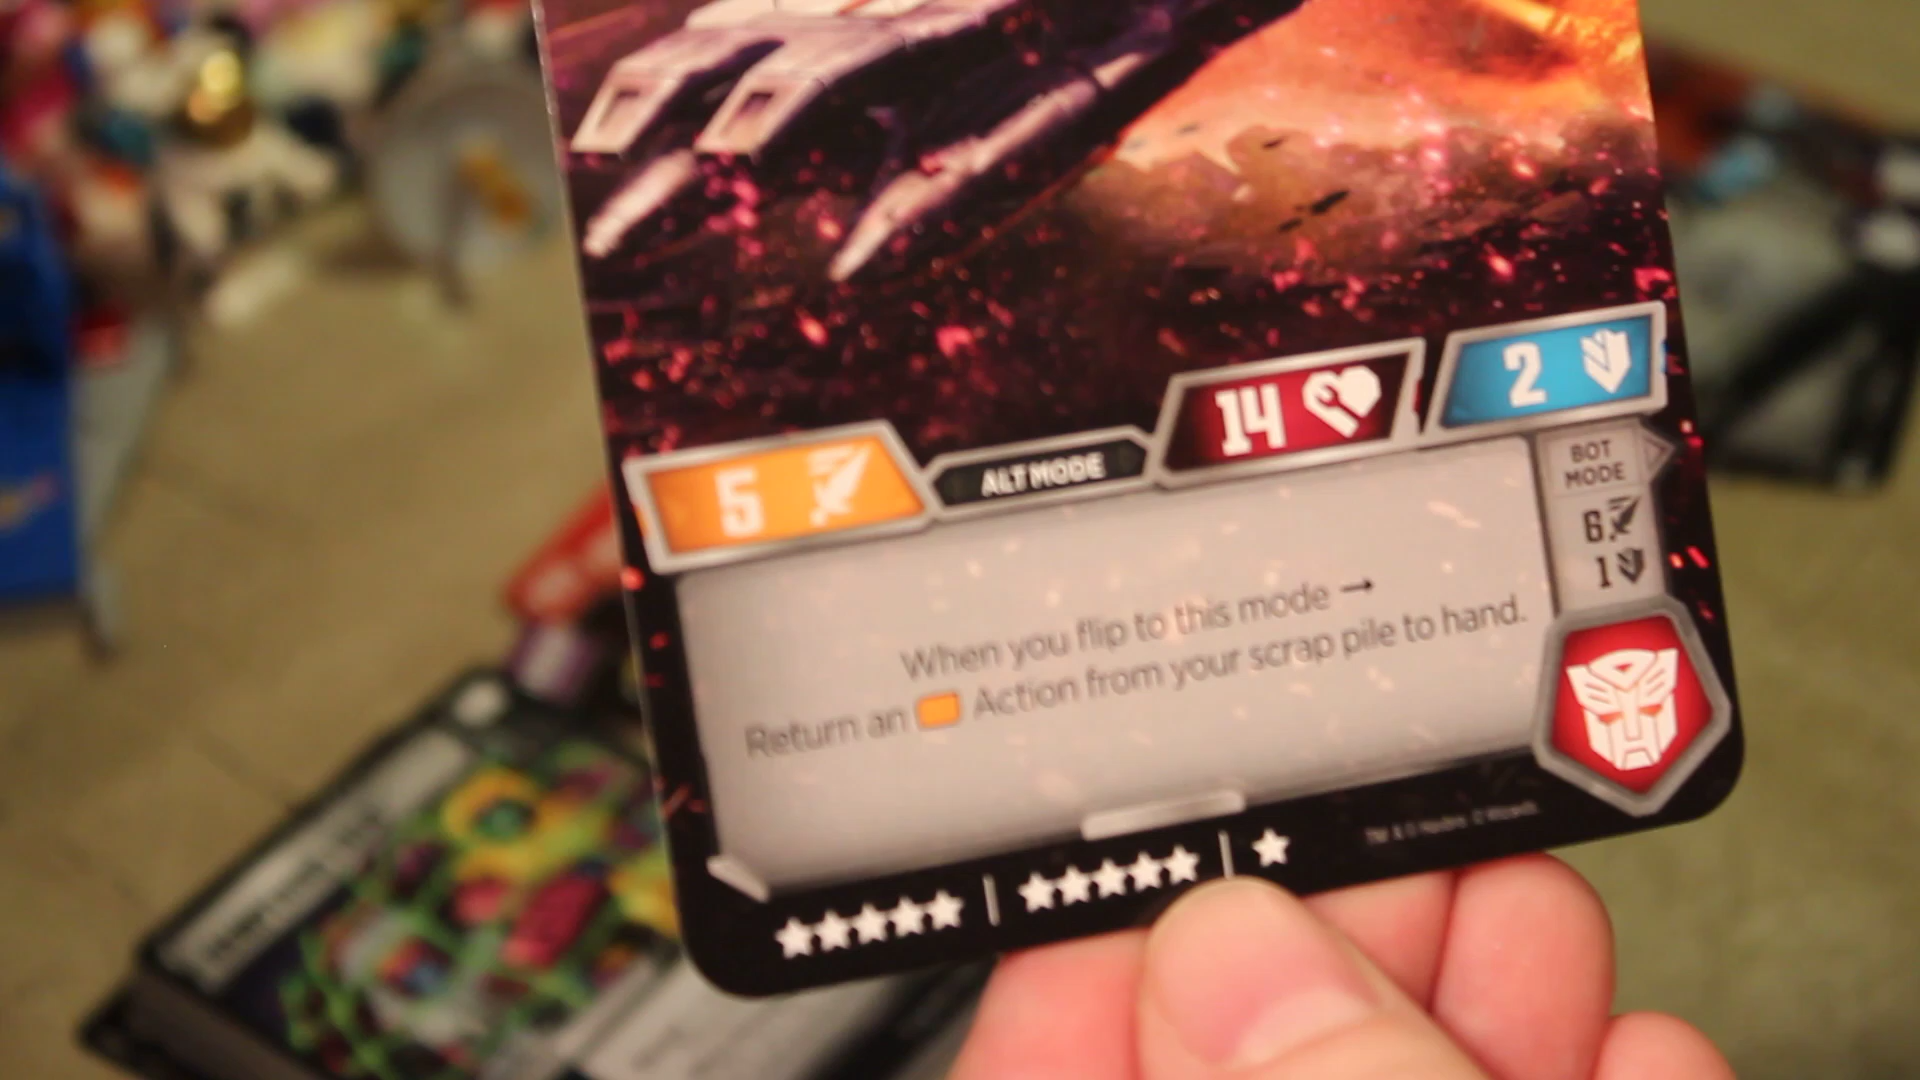 5
ALT MODE
14
2
BOT
MODE
6
1
When you flip to this mode →
Return an Action from your scrap pile to hand.